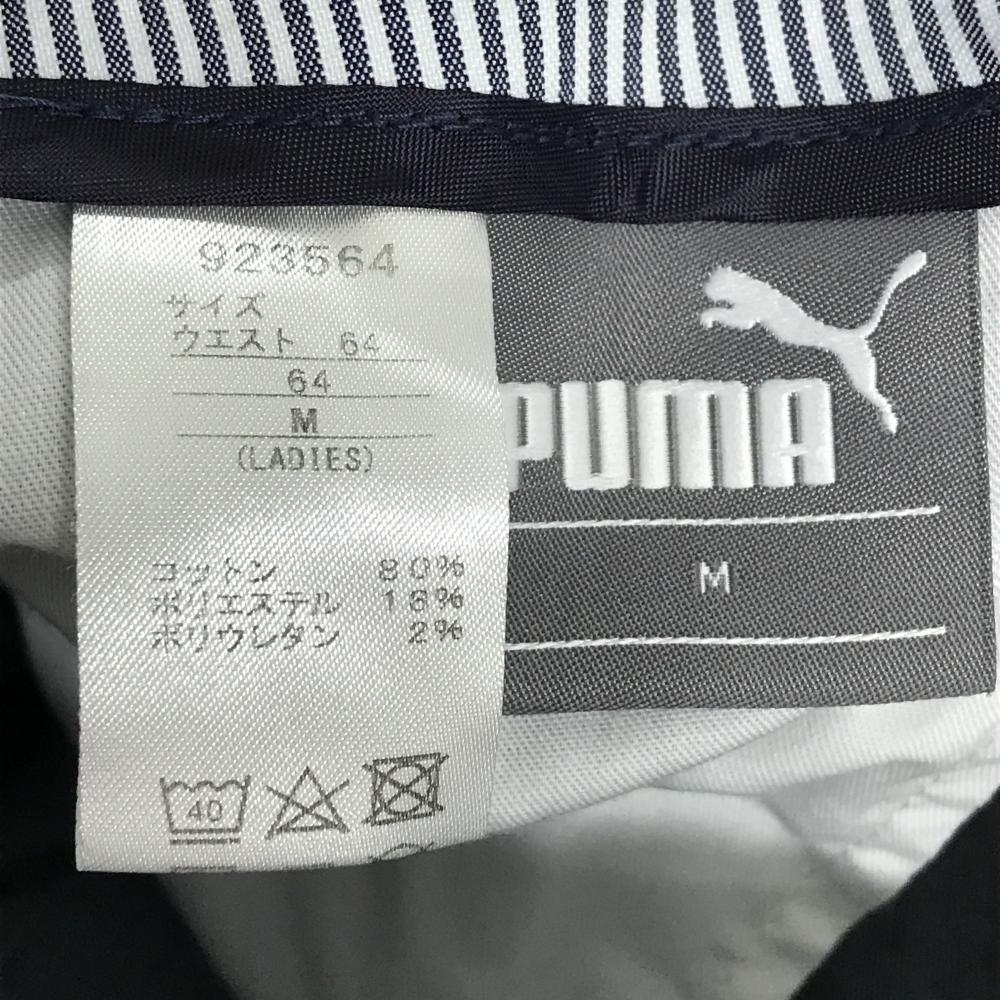 923564
サイズ
ウエスト 64
64
M
(LADIES)
コットン 80%
ポリエステル 18%
ポリウレタン 2%
40
PUMA
M